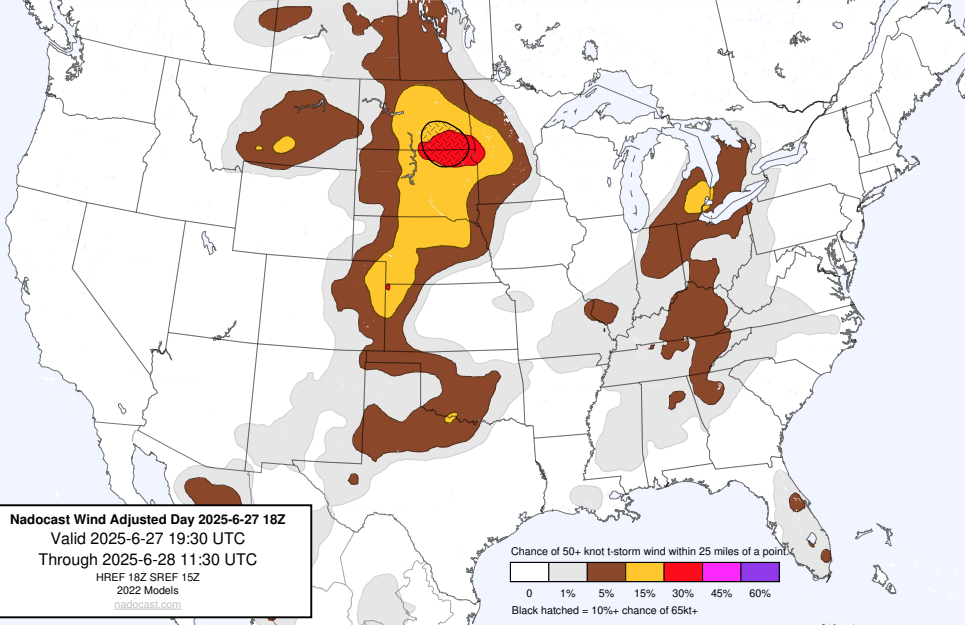 Nadocast Wind Adjusted Day 2025-6-27 18Z
Valid 2025-6-27 19:30 UTC
Through 2025-6-28 11:30 UTC
HREF 18Z SREF 15Z
2022 Models
nadocast.com
Chance of 50+ knot t-storm wind within 25 miles of a point.
0 1% 5% 15% 30% 45% 60%
Black hatched = 10%+ chance of 65kt+